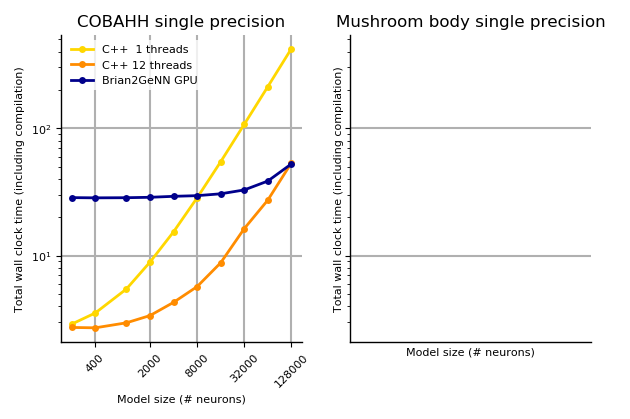 COBAHH single precision
C++  1 threads
C++ 12 threads
Brian2GeNN GPU
Total wall clock time (including compilation)
10²
10¹
400
2000
8000
32000
128000
Model size (# neurons)
Mushroom body single precision
Total wall clock time (including compilation)
Model size (# neurons)